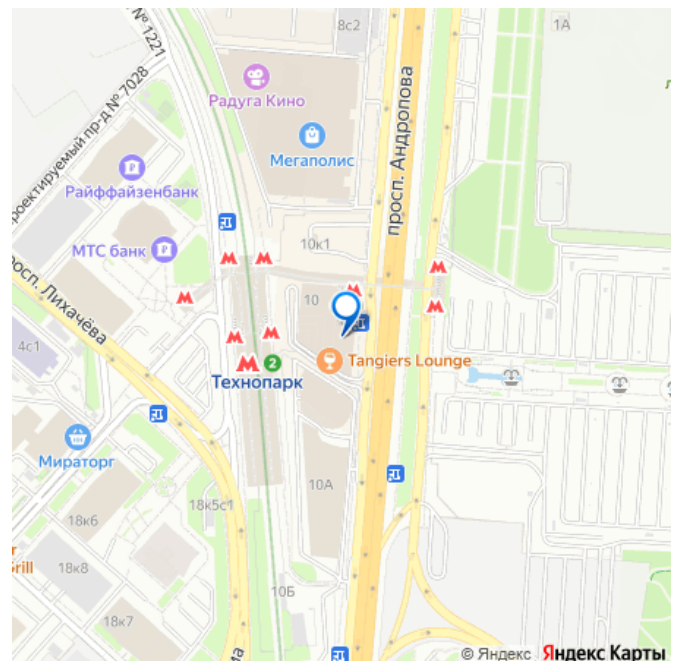 № 1221
8с2
1А
Радуга Кино
просп. Андропова
Мегаполис
проектируемый пр-д № 7028
Райффайзенбанк
МТС банк
10к1
просп. Лихачёва
10
4с1
Tangiers Lounge
2
Технопарк
Мираторг
10А
18к5с1
18к6
18к8
Grill
10Б
18к7
© Яндекс Яндекс Карты